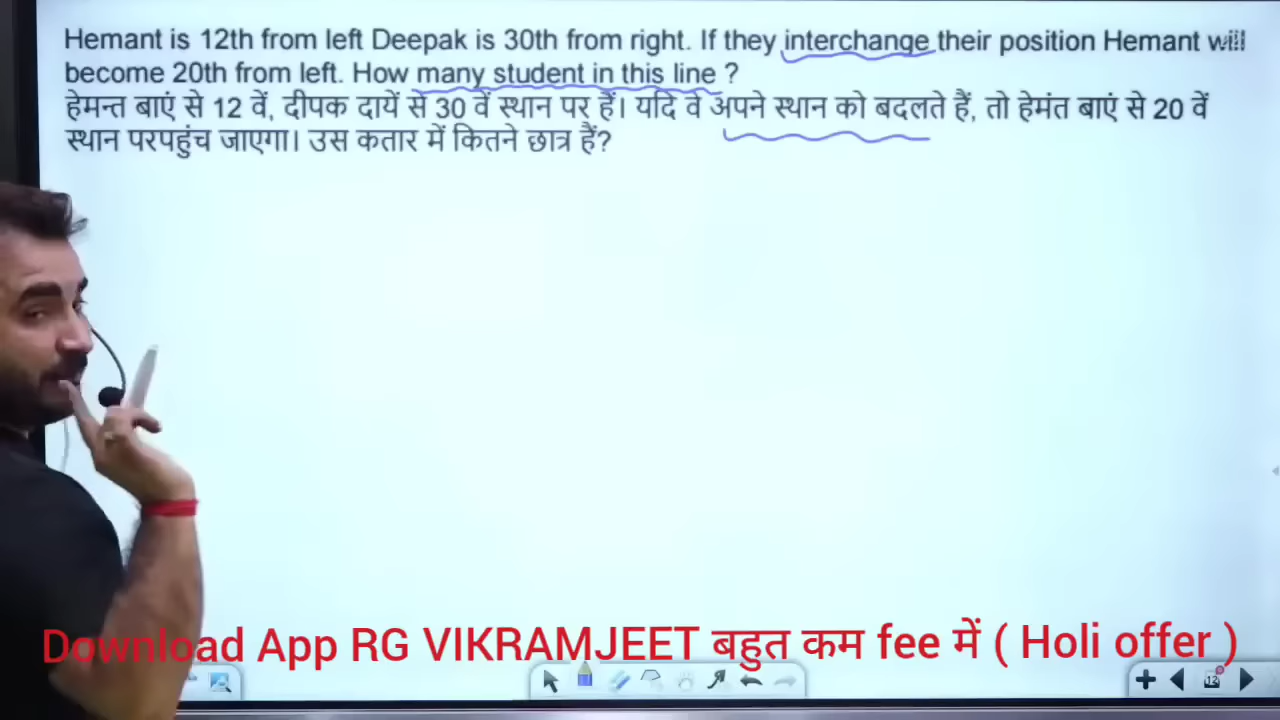 Hemant is 12th from left Deepak is 30th from right. If they interchange their position Hemant will
become 20th from left. How many student in this line ?
हेमन्त बाएं से 12 वें, दीपक दायें से 30 वें स्थान पर हैं। यदि वे अपने स्थान को बदलते हैं, तो हेमंत बाएं से 20 वें
स्थान परपहुंच जाएगा। उस कतार में कितने छात्र हैं?
Download App RG VIKRAMJEET बहुत कम fee में ( Holi offer )
12